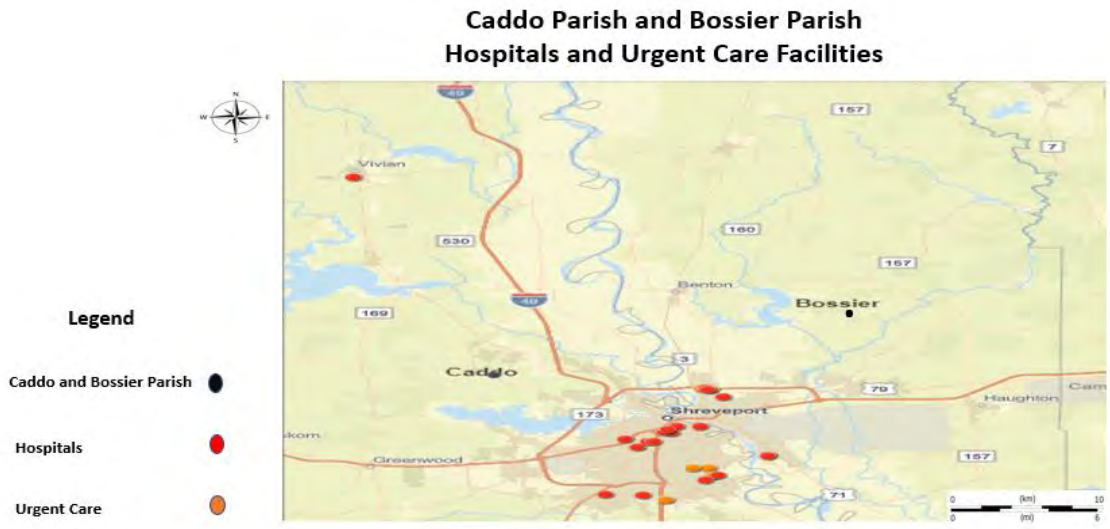 Caddo Parish and Bossier Parish
Hospitals and Urgent Care Facilities
N
W E
S
49
157
7
Vivian
530
160
157
Benton
Bossier
49
169
Legend
3
Caddo
Caddo and Bossier Parish
79
Cam
Haughton
173
Shreveport
skom
Hospitals
Greenwood
157
71
0 (km) 10
0 (mi) 6
Urgent Care